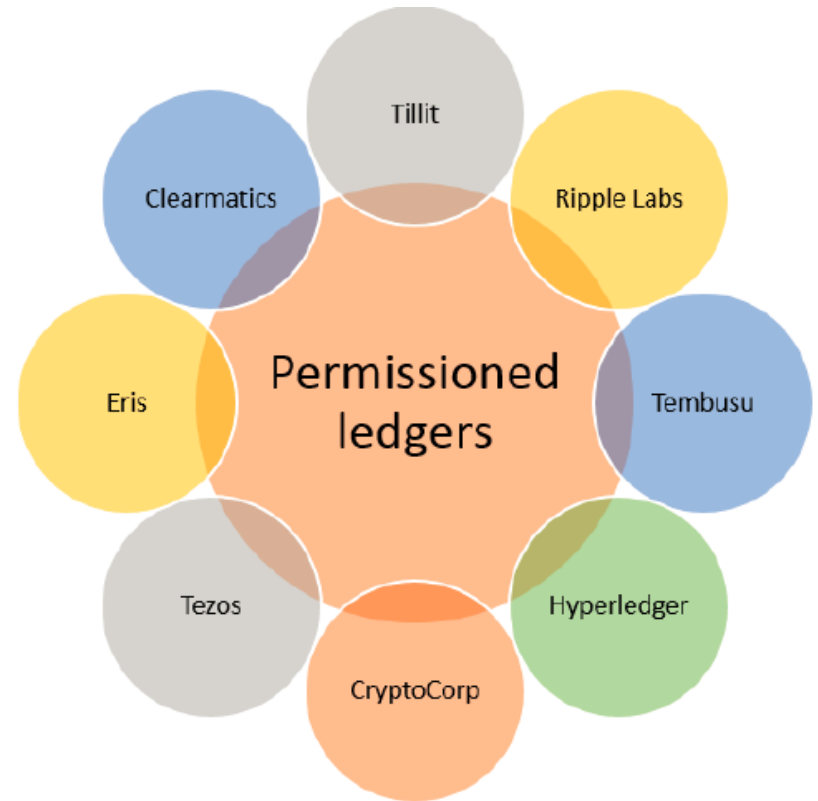 Tillit
Clearmatics
Ripple Labs
Permissioned
ledgers
Eris
Tembusu
Tezos
Hyperledger
CryptoCorp